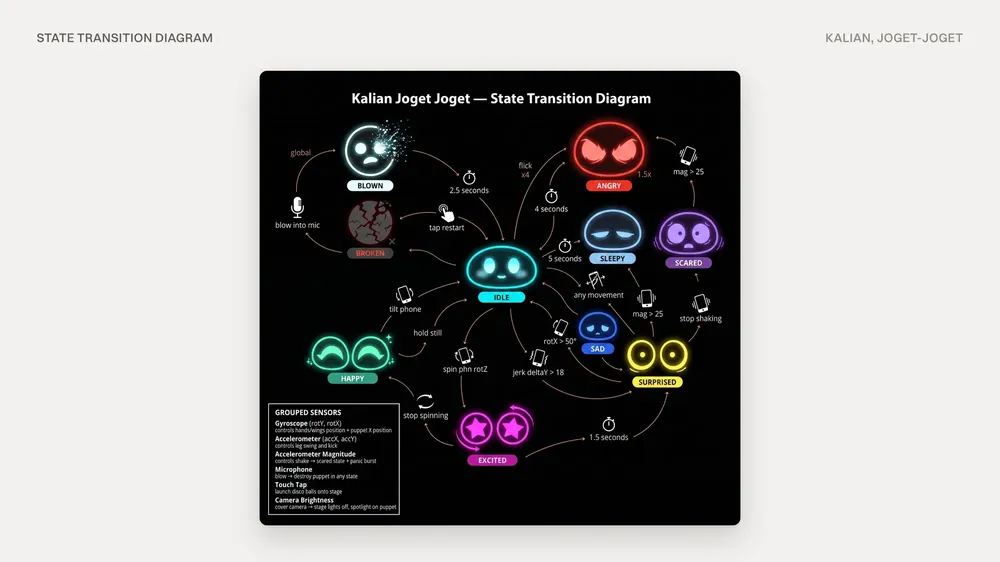 STATE TRANSITION DIAGRAM
KALIAN, JOGET-JOGET
Kalian Joget Joget — State Transition Diagram
global
BLOWN
2.5 seconds
flick
x4
ANGRY
1.5x
mag > 25
blow into mic
tap restart
4 seconds
BROKEN
5 seconds
SLEEPY
SCARED
IDLE
any movement
tilt phone
mag > 25
stop shaking
hold still
rotX > 50°
SAD
HAPPY
spin phn rotZ
jerk deltaY > 18
SURPRISED
stop spinning
1.5 seconds
EXCITED
GROUPED SENSORS
Gyroscope (rotY, rotX)
controls hands/wings position + puppet X position
Accelerometer (accX, accY)
controls leg swing and kick
Accelerometer Magnitude
controls shake → scared state + panic burst
Microphone
blow → destroy puppet in any state
Touch Tap
launch disco balls onto stage
Camera Brightness
cover camera → stage lights off, spotlight on puppet